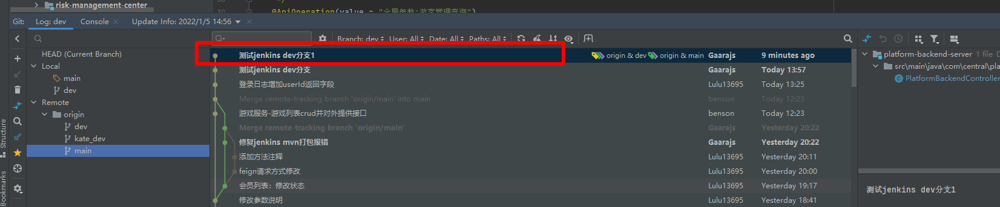 risk-management-center
39
@ApiOperation(value = "全局参数:游客管理查询")
Git: Log: dev Console Update Info: 2022/1/5 14:56
Branch: dev User: All Date: All Paths: All
HEAD (Current Branch)
Local
main
dev
Remote
origin
dev
kate_dev
main
测试jenkins dev分支1 origin & dev origin & main Gaarajs 9 minutes ago
测试jenkins dev分支 Gaarajs Today 13:57
登录日志增加userId返回字段 Lulu13695 Today 13:25
Merge remote-tracking branch 'origin/main' into main benson Today 12:23
游戏服务-游戏列表crud并对外提供接口 benson Today 12:23
Merge remote-tracking branch 'origin/main' Gaarajs Yesterday 20:22
修复jenkins mvn打包报错 Gaarajs Yesterday 20:22
添加方法注释 Lulu13695 Yesterday 20:11
feign请求方式修改 Lulu13695 Yesterday 20:00
会员列表：修改状态 Lulu13695 Yesterday 19:17
修改参数说明 Lulu13695 Yesterday 18:41
platform-backend-server 1 file
src\main\java\com\central\pla
PlatformBackendController
测试jenkins dev分支1
Structure
Bookmarks